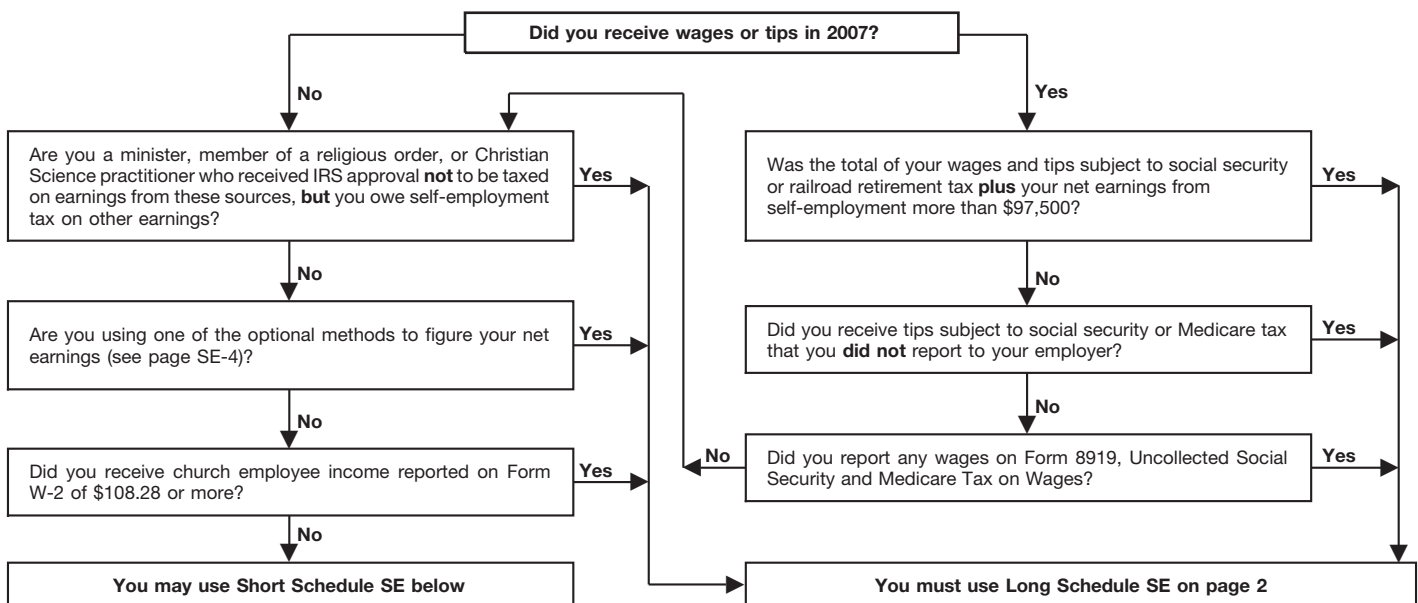 Did you receive wages or tips in 2007?
No
Yes
Are you a minister, member of a religious order, or Christian
Science practitioner who received IRS approval not to be taxed
on earnings from these sources, but you owe self-employment
tax on other earnings?
Yes
Was the total of your wages and tips subject to social security
or railroad retirement tax plus your net earnings from
self-employment more than $97,500?
Yes
No
No
Are you using one of the optional methods to figure your net
earnings (see page SE-4)?
Yes
Did you receive tips subject to social security or Medicare tax
that you did not report to your employer?
Yes
No
No
Did you receive church employee income reported on Form
W-2 of $108.28 or more?
Yes
No
Did you report any wages on Form 8919, Uncollected Social
Security and Medicare Tax on Wages?
Yes
No
You may use Short Schedule SE below
You must use Long Schedule SE on page 2